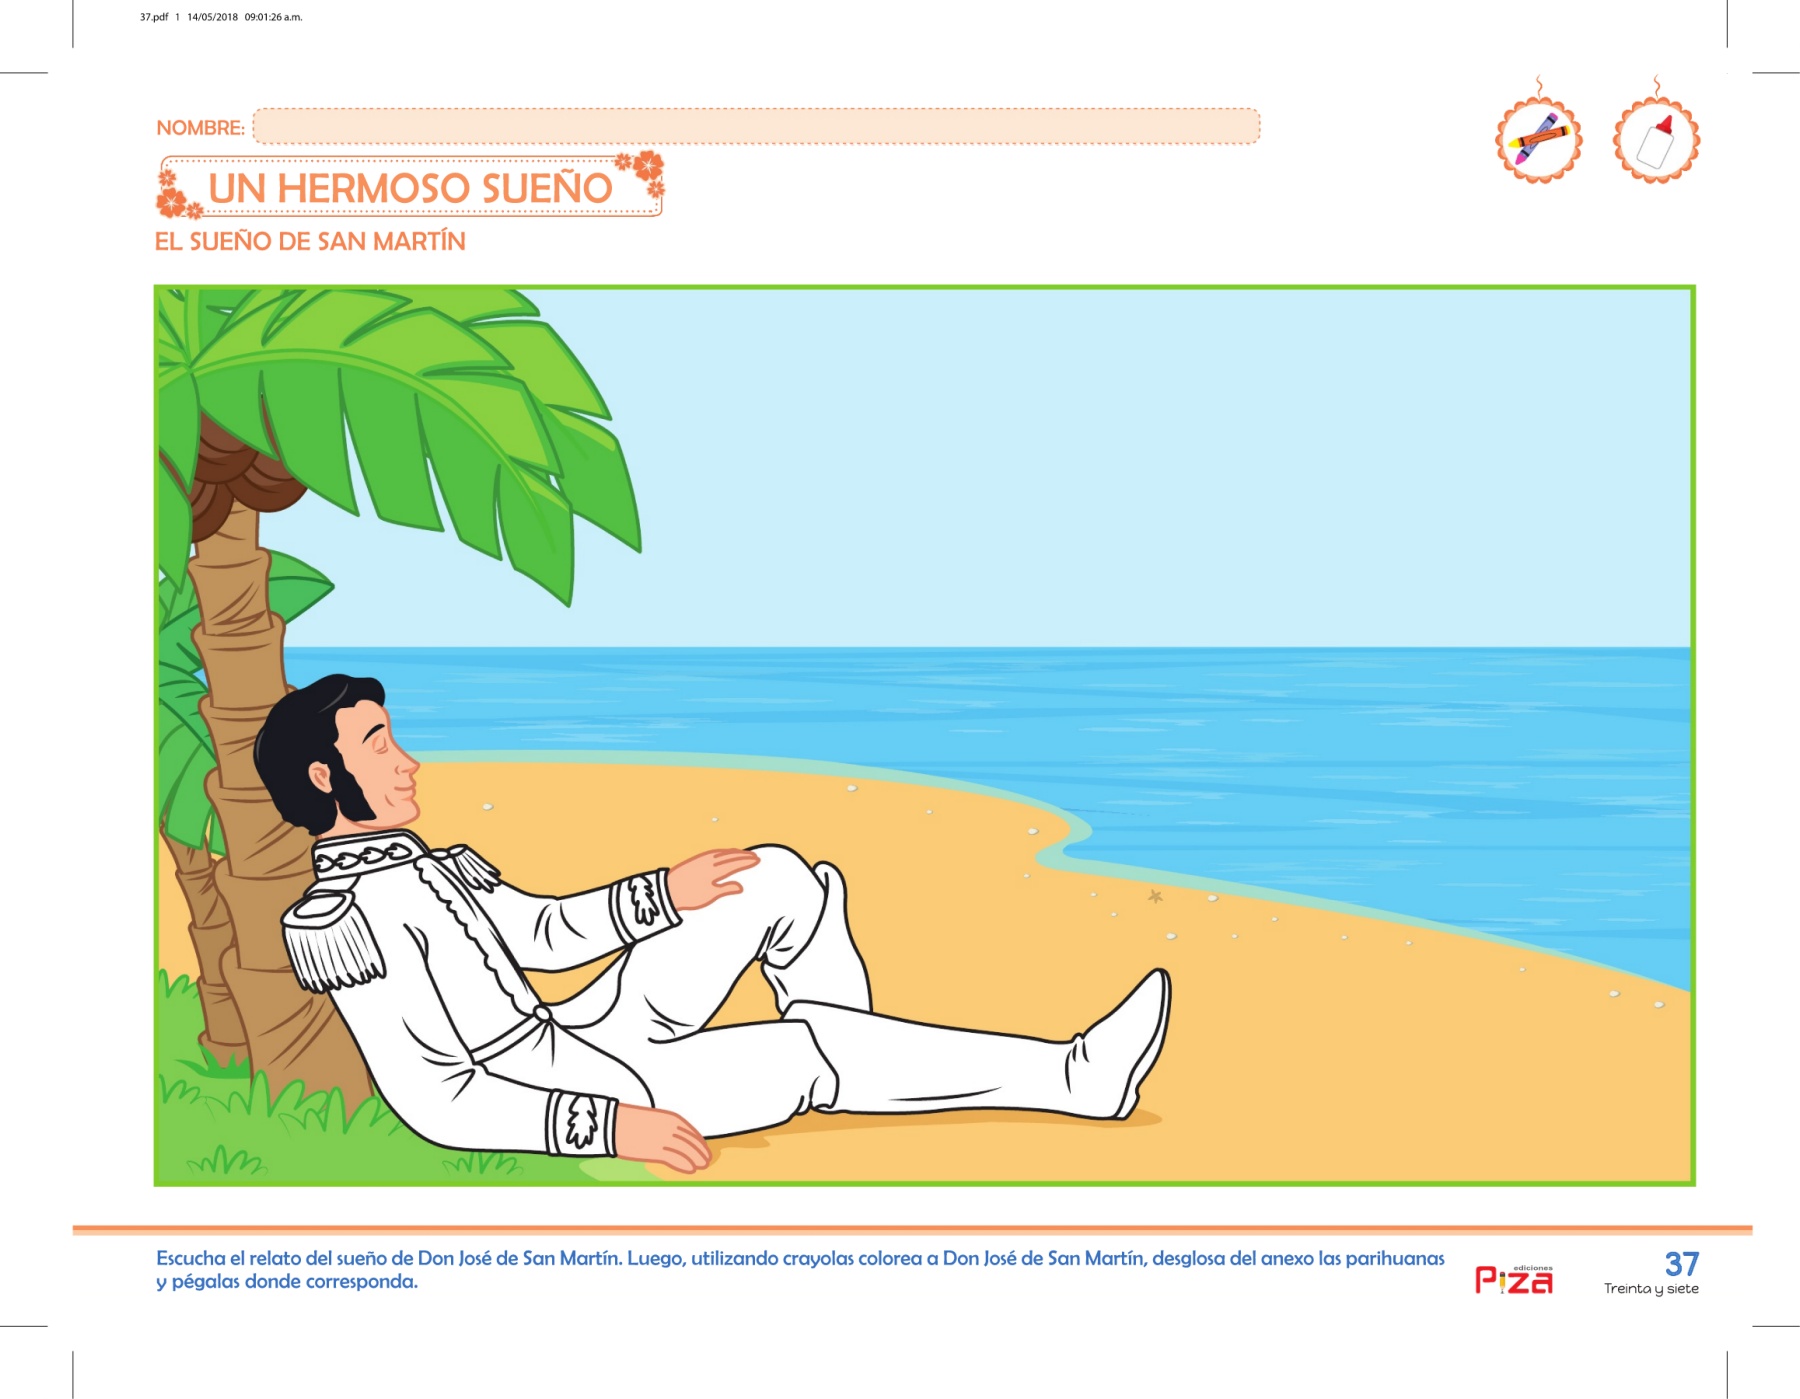 37.pdf 1 14/05/2018 09:01:26 a.m.
NOMBRE:
UN HERMOSO SUEÑO
EL SUEÑO DE SAN MARTÍN
Escucha el relato del sueño de Don José de San Martín. Luego, utilizando crayolas colorea a Don José de San Martín, desglosa del anexo las parihuanas
y pégalas donde corresponda.
ediciones
Piza
37
Treinta y siete